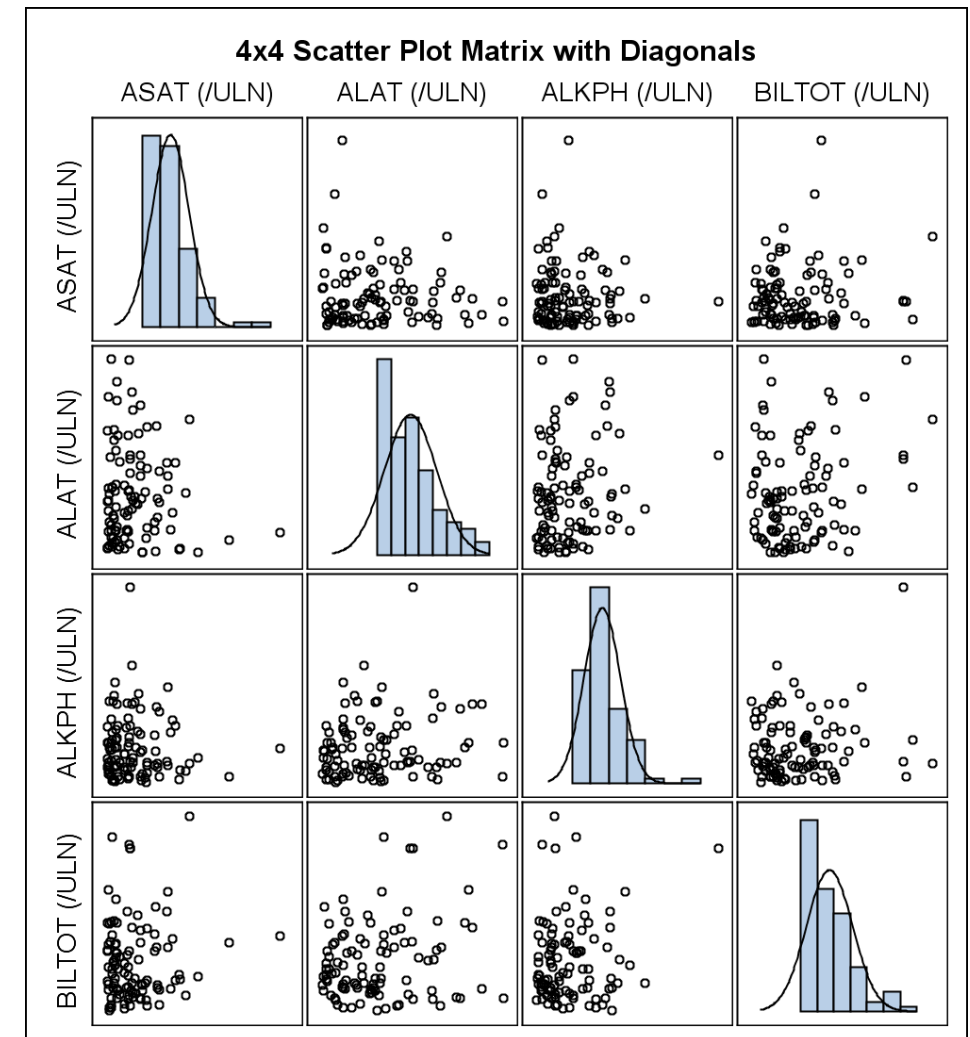 4x4 Scatter Plot Matrix with Diagonals
ASAT (/ULN) ALAT (/ULN) ALKPH (/ULN) BILTOT (/ULN)
ASAT (/ULN)
ALAT (/ULN)
ALKPH (/ULN)
BILTOT (/ULN)